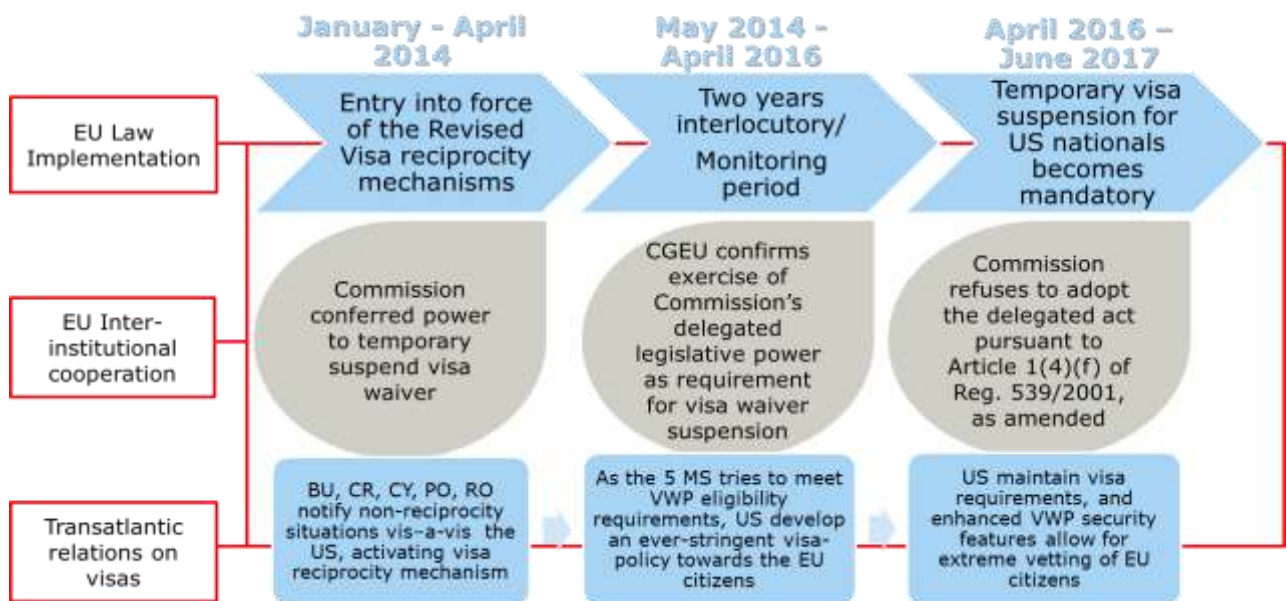 January - April
2014
May 2014 -
April 2016
April 2016 –
June 2017
EU Law
Implementation
Entry into force
of the Revised
Visa reciprocity
mechanisms
Two years
interlocutory/
Monitoring
period
Temporary visa
suspension for
US nationals
becomes
mandatory
EU Inter-
institutional
cooperation
Commission
conferred power
to temporary
suspend visa
waiver
CGEU confirms
exercise of
Commission's
delegated
legislative power
as requirement
for visa waiver
suspension
Commission
refuses to adopt
the delegated act
pursuant to
Article 1(4)(f) of
Reg. 539/2001,
as amended
Transatlantic
relations on
visas
BU, CR, CY, PO, RO
notify non-reciprocity
situations vis–a-vis the
US, activating visa
reciprocity mechanism
As the 5 MS tries to meet
VWP eligibility
requirements, US develop
an ever-stringent visa-
policy towards the EU
citizens
US maintain visa
requirements, and
enhanced VWP security
features allow for
extreme vetting of EU
citizens